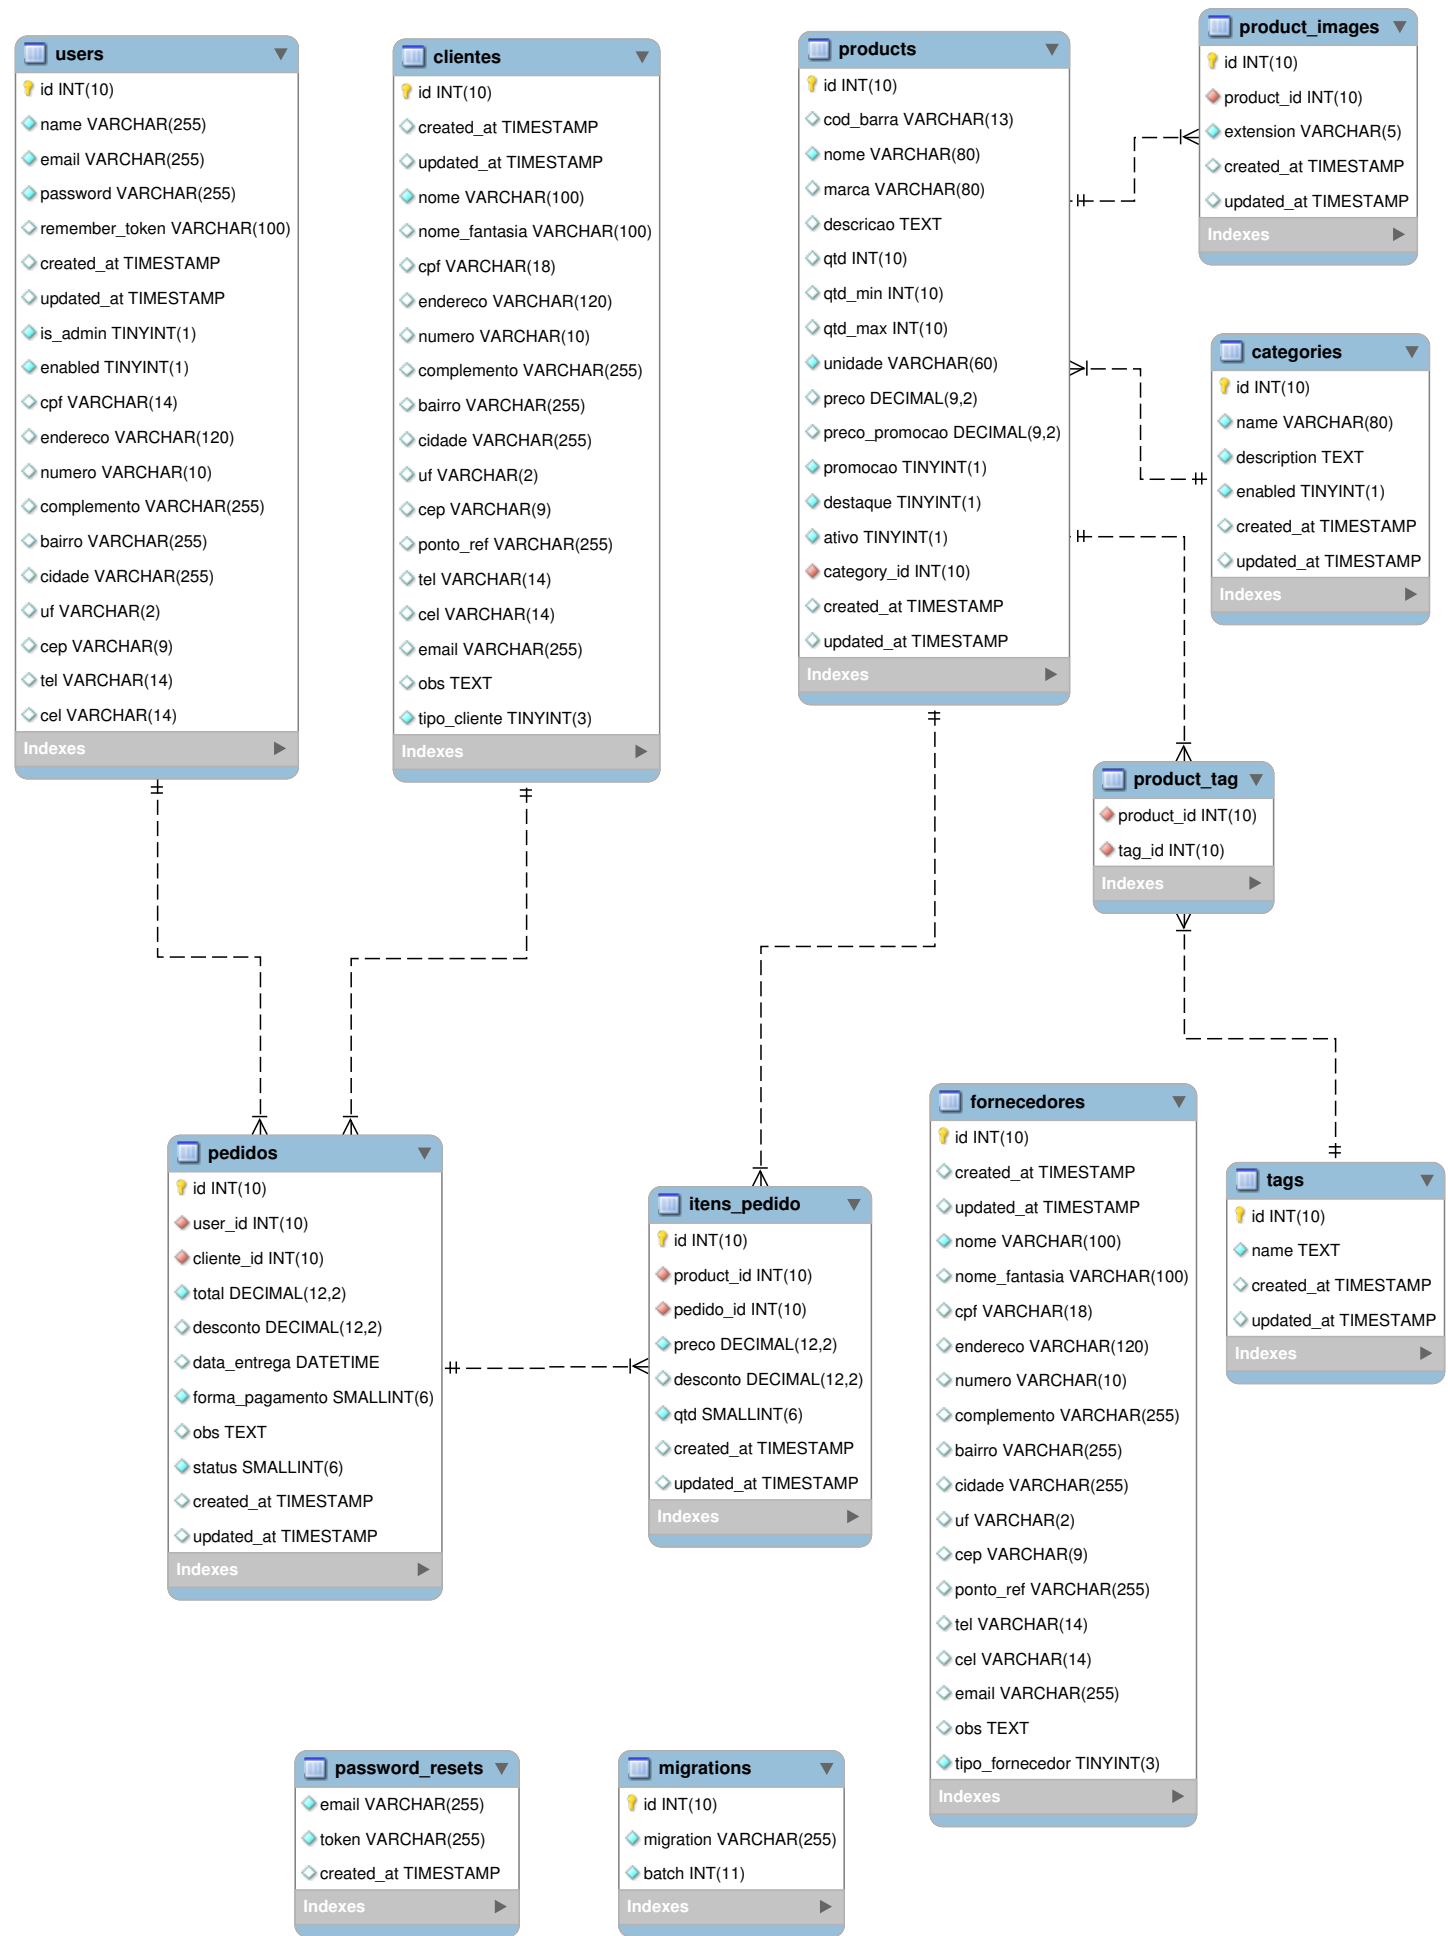 users
id INT(10)
name VARCHAR(255)
email VARCHAR(255)
password VARCHAR(255)
remember_token VARCHAR(100)
created_at TIMESTAMP
updated_at TIMESTAMP
is_admin TINYINT(1)
enabled TINYINT(1)
cpf VARCHAR(14)
endereco VARCHAR(120)
numero VARCHAR(10)
complemento VARCHAR(255)
bairro VARCHAR(255)
cidade VARCHAR(255)
uf VARCHAR(2)
cep VARCHAR(9)
tel VARCHAR(14)
cel VARCHAR(14)
Indexes
clientes
id INT(10)
created_at TIMESTAMP
updated_at TIMESTAMP
nome VARCHAR(100)
nome_fantasia VARCHAR(100)
cpf VARCHAR(18)
endereco VARCHAR(120)
numero VARCHAR(10)
complemento VARCHAR(255)
bairro VARCHAR(255)
cidade VARCHAR(255)
uf VARCHAR(2)
cep VARCHAR(9)
ponto_ref VARCHAR(255)
tel VARCHAR(14)
cel VARCHAR(14)
email VARCHAR(255)
obs TEXT
tipo_cliente TINYINT(3)
Indexes
products
id INT(10)
cod_barra VARCHAR(13)
nome VARCHAR(80)
marca VARCHAR(80)
descricao TEXT
qtd INT(10)
qtd_min INT(10)
qtd_max INT(10)
unidade VARCHAR(60)
preco DECIMAL(9,2)
preco_promocao DECIMAL(9,2)
promocao TINYINT(1)
destaque TINYINT(1)
ativo TINYINT(1)
category_id INT(10)
created_at TIMESTAMP
updated_at TIMESTAMP
Indexes
product_images
id INT(10)
product_id INT(10)
extension VARCHAR(5)
created_at TIMESTAMP
updated_at TIMESTAMP
Indexes
categories
id INT(10)
name VARCHAR(80)
description TEXT
enabled TINYINT(1)
created_at TIMESTAMP
updated_at TIMESTAMP
Indexes
product_tag
product_id INT(10)
tag_id INT(10)
Indexes
pedidos
id INT(10)
user_id INT(10)
cliente_id INT(10)
total DECIMAL(12,2)
desconto DECIMAL(12,2)
data_entrega DATETIME
forma_pagamento SMALLINT(6)
obs TEXT
status SMALLINT(6)
created_at TIMESTAMP
updated_at TIMESTAMP
Indexes
itens_pedido
id INT(10)
product_id INT(10)
pedido_id INT(10)
preco DECIMAL(12,2)
desconto DECIMAL(12,2)
qtd SMALLINT(6)
created_at TIMESTAMP
updated_at TIMESTAMP
Indexes
fornecedores
id INT(10)
created_at TIMESTAMP
updated_at TIMESTAMP
nome VARCHAR(100)
nome_fantasia VARCHAR(100)
cpf VARCHAR(18)
endereco VARCHAR(120)
numero VARCHAR(10)
complemento VARCHAR(255)
bairro VARCHAR(255)
cidade VARCHAR(255)
uf VARCHAR(2)
cep VARCHAR(9)
ponto_ref VARCHAR(255)
tel VARCHAR(14)
cel VARCHAR(14)
email VARCHAR(255)
obs TEXT
tipo_fornecedor TINYINT(3)
Indexes
tags
id INT(10)
name TEXT
created_at TIMESTAMP
updated_at TIMESTAMP
Indexes
password_resets
email VARCHAR(255)
token VARCHAR(255)
created_at TIMESTAMP
Indexes
migrations
id INT(10)
migration VARCHAR(255)
batch INT(11)
Indexes